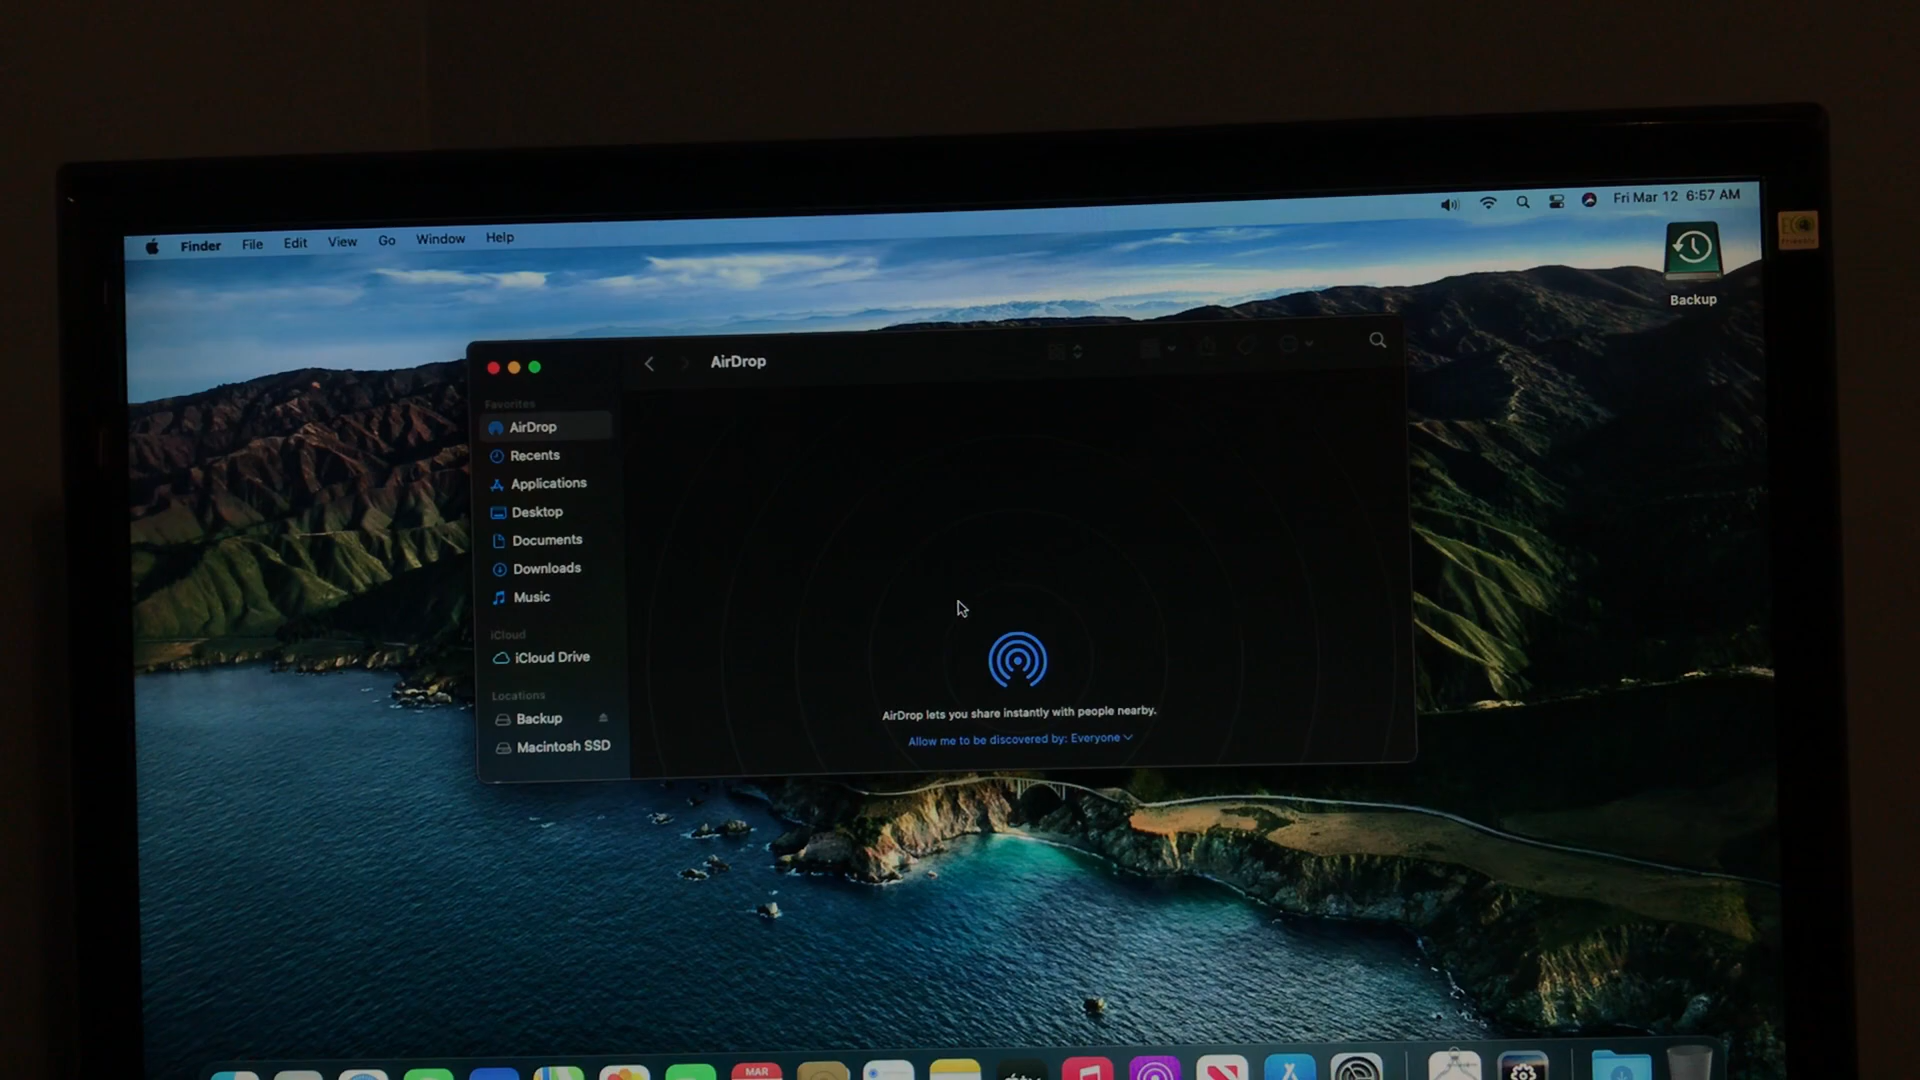 Finder File Edit View Go Window Help
Fri Mar 12 6:57 AM
Backup
AirDrop
Favorites
AirDrop
Recents
Applications
Desktop
Documents
Downloads
Music
iCloud
iCloud Drive
Locations
Backup
Macintosh SSD
AirDrop lets you share instantly with people nearby.
Allow me to be discovered by: Everyone
MAR